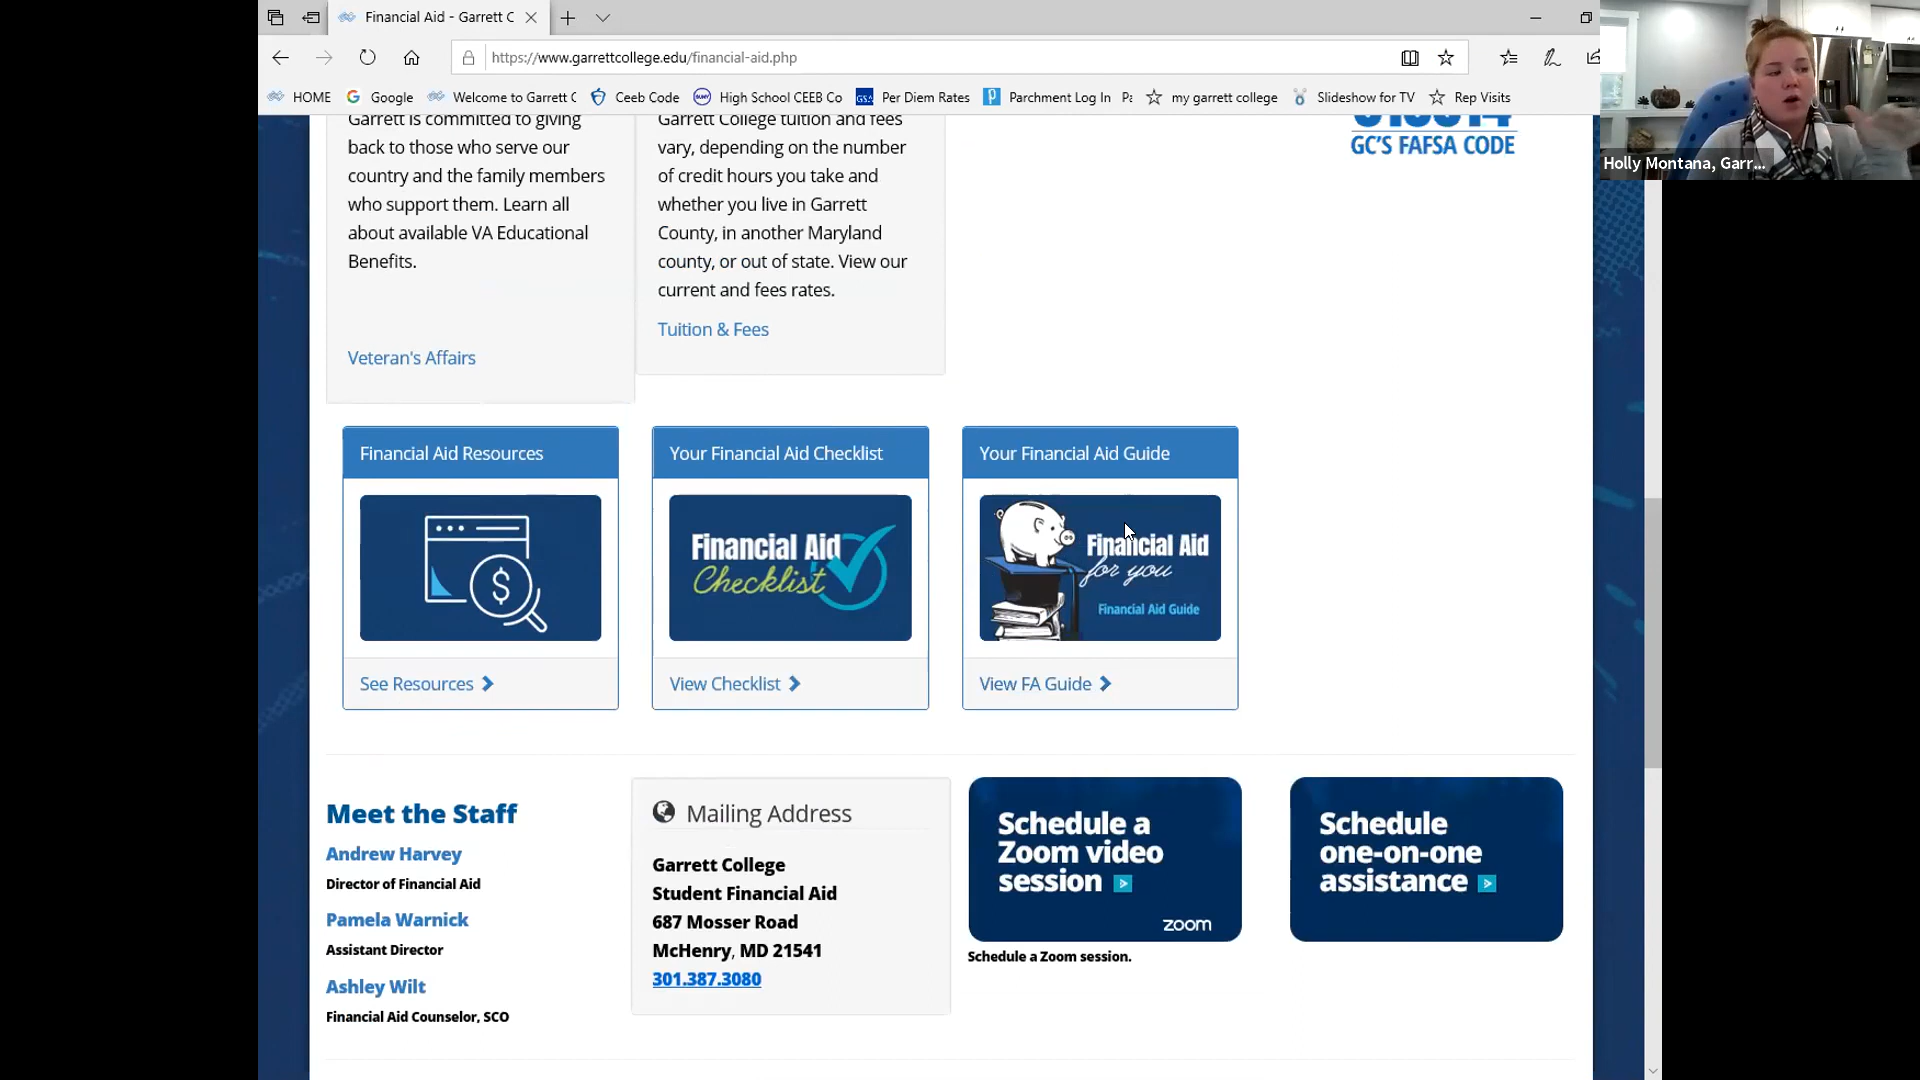 Financial Aid - Garrett C
https://www.garrettcollege.edu/financial-aid.php
HOME Google Welcome to Garrett C Ceeb Code High School CEEB Co GSA Per Diem Rates Parchment Log In Pa my garrett college Slideshow for TV Rep Visits
Holly Montana, Garr...
Garrett is committed to giving
back to those who serve our
country and the family members
who support them. Learn all
about available VA Educational
Benefits.
Veteran's Affairs
Garrett College tuition and fees
vary, depending on the number
of credit hours you take and
whether you live in Garrett
County, in another Maryland
county, or out of state. View our
current and fees rates.
Tuition & Fees
GC'S FAFSA CODE
Financial Aid Resources
See Resources
Your Financial Aid Checklist
Financial Aid
Checklist
View Checklist
Your Financial Aid Guide
Financial Aid
for you
Financial Aid Guide
View FA Guide
Meet the Staff
Andrew Harvey
Director of Financial Aid
Pamela Warnick
Assistant Director
Ashley Wilt
Financial Aid Counselor, SCO
Mailing Address
Garrett College
Student Financial Aid
687 Mosser Road
McHenry, MD 21541
301.387.3080
Schedule a
Zoom video
session
zoom
Schedule a Zoom session.
Schedule
one-on-one
assistance